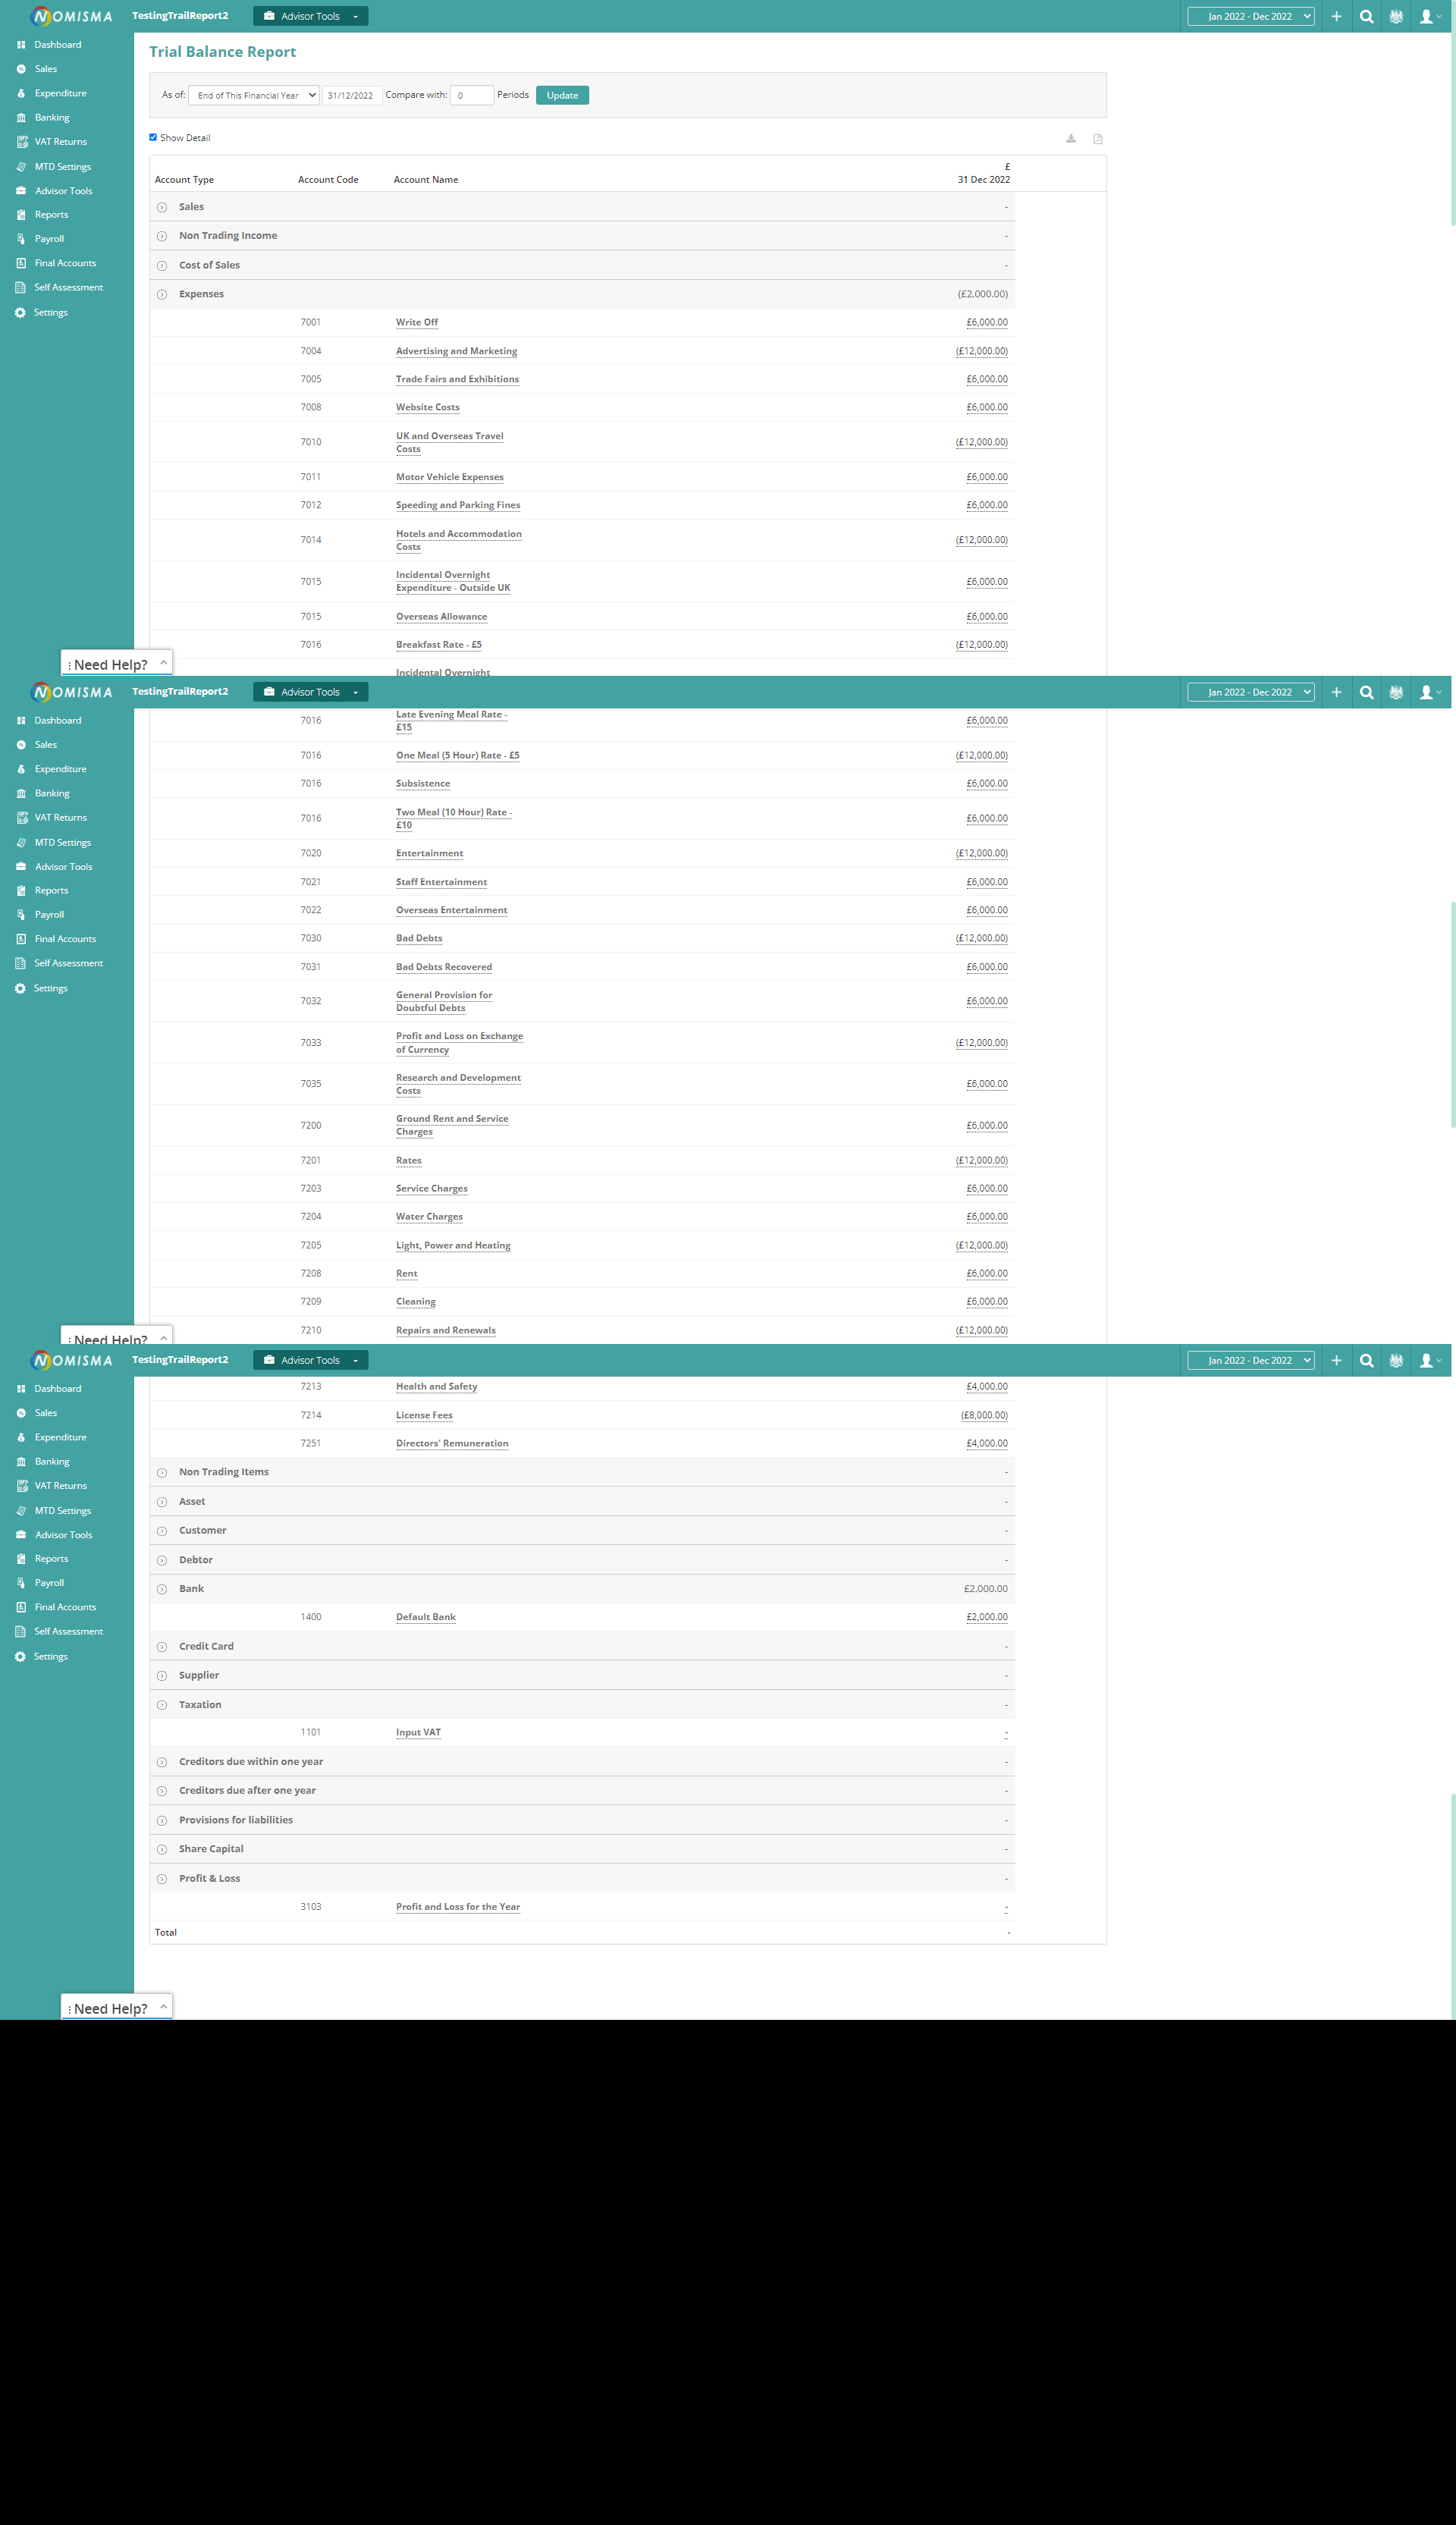 NOMISMA TestingTrailReport2 Advisor Tools Jan 2022 - Dec 2022
Dashboard
Sales
Expenditure
Banking
VAT Returns
MTD Settings
Advisor Tools
Reports
Payroll
Final Accounts
Self Assessment
Settings
Trial Balance Report
As of: End of This Financial Year 31/12/2022 Compare with: 0 Periods Update
Show Detail
£
Account Type Account Code Account Name 31 Dec 2022
Sales -
Non Trading Income -
Cost of Sales -
Expenses (£2,000.00)
7001 Write Off £6,000.00
7004 Advertising and Marketing (£12,000.00)
7005 Trade Fairs and Exhibitions £6,000.00
7008 Website Costs £6,000.00
7010 UK and Overseas Travel (£12,000.00)
Costs
7011 Motor Vehicle Expenses £6,000.00
7012 Speeding and Parking Fines £6,000.00
7014 Hotels and Accommodation (£12,000.00)
Costs
7015 Incidental Overnight £6,000.00
Expenditure - Outside UK
7015 Overseas Allowance £6,000.00
7016 Breakfast Rate - £5 (£12,000.00)
Incidental Overnight
Need Help?
NOMISMA TestingTrailReport2 Advisor Tools Jan 2022 - Dec 2022
Dashboard
Sales
Expenditure
Banking
VAT Returns
MTD Settings
Advisor Tools
Reports
Payroll
Final Accounts
Self Assessment
Settings
7016 Late Evening Meal Rate - £6,000.00
£15
7016 One Meal (5 Hour) Rate - £5 (£12,000.00)
7016 Subsistence £6,000.00
7016 Two Meal (10 Hour) Rate - £6,000.00
£10
7020 Entertainment (£12,000.00)
7021 Staff Entertainment £6,000.00
7022 Overseas Entertainment £6,000.00
7030 Bad Debts (£12,000.00)
7031 Bad Debts Recovered £6,000.00
7032 General Provision for £6,000.00
Doubtful Debts
7033 Profit and Loss on Exchange (£12,000.00)
of Currency
7035 Research and Development £6,000.00
Costs
7200 Ground Rent and Service £6,000.00
Charges
7201 Rates (£12,000.00)
7203 Service Charges £6,000.00
7204 Water Charges £6,000.00
7205 Light, Power and Heating (£12,000.00)
7208 Rent £6,000.00
7209 Cleaning £6,000.00
7210 Repairs and Renewals (£12,000.00)
Need Help?
NOMISMA TestingTrailReport2 Advisor Tools Jan 2022 - Dec 2022
Dashboard
Sales
Expenditure
Banking
VAT Returns
MTD Settings
Advisor Tools
Reports
Payroll
Final Accounts
Self Assessment
Settings
7213 Health and Safety £4,000.00
7214 License Fees (£8,000.00)
7251 Directors' Remuneration £4,000.00
Non Trading Items -
Asset -
Customer -
Debtor -
Bank £2,000.00
1400 Default Bank £2,000.00
Credit Card -
Supplier -
Taxation -
1101 Input VAT -
Creditors due within one year -
Creditors due after one year -
Provisions for liabilities -
Share Capital -
Profit & Loss -
3103 Profit and Loss for the Year -
Total -
Need Help?